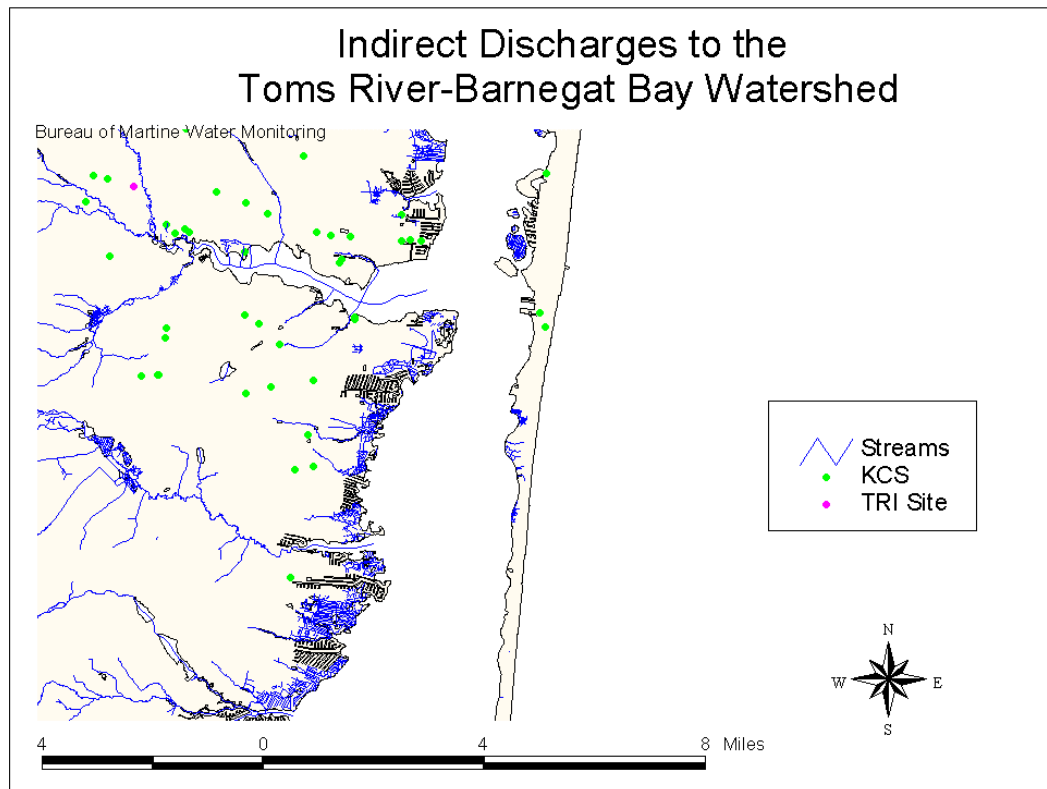 Indirect Discharges to the
Toms River-Barnegat Bay Watershed
Bureau of Martine Water Monitoring
Streams
KCS
TRI Site
N
W E
S
4 0 4 8 Miles